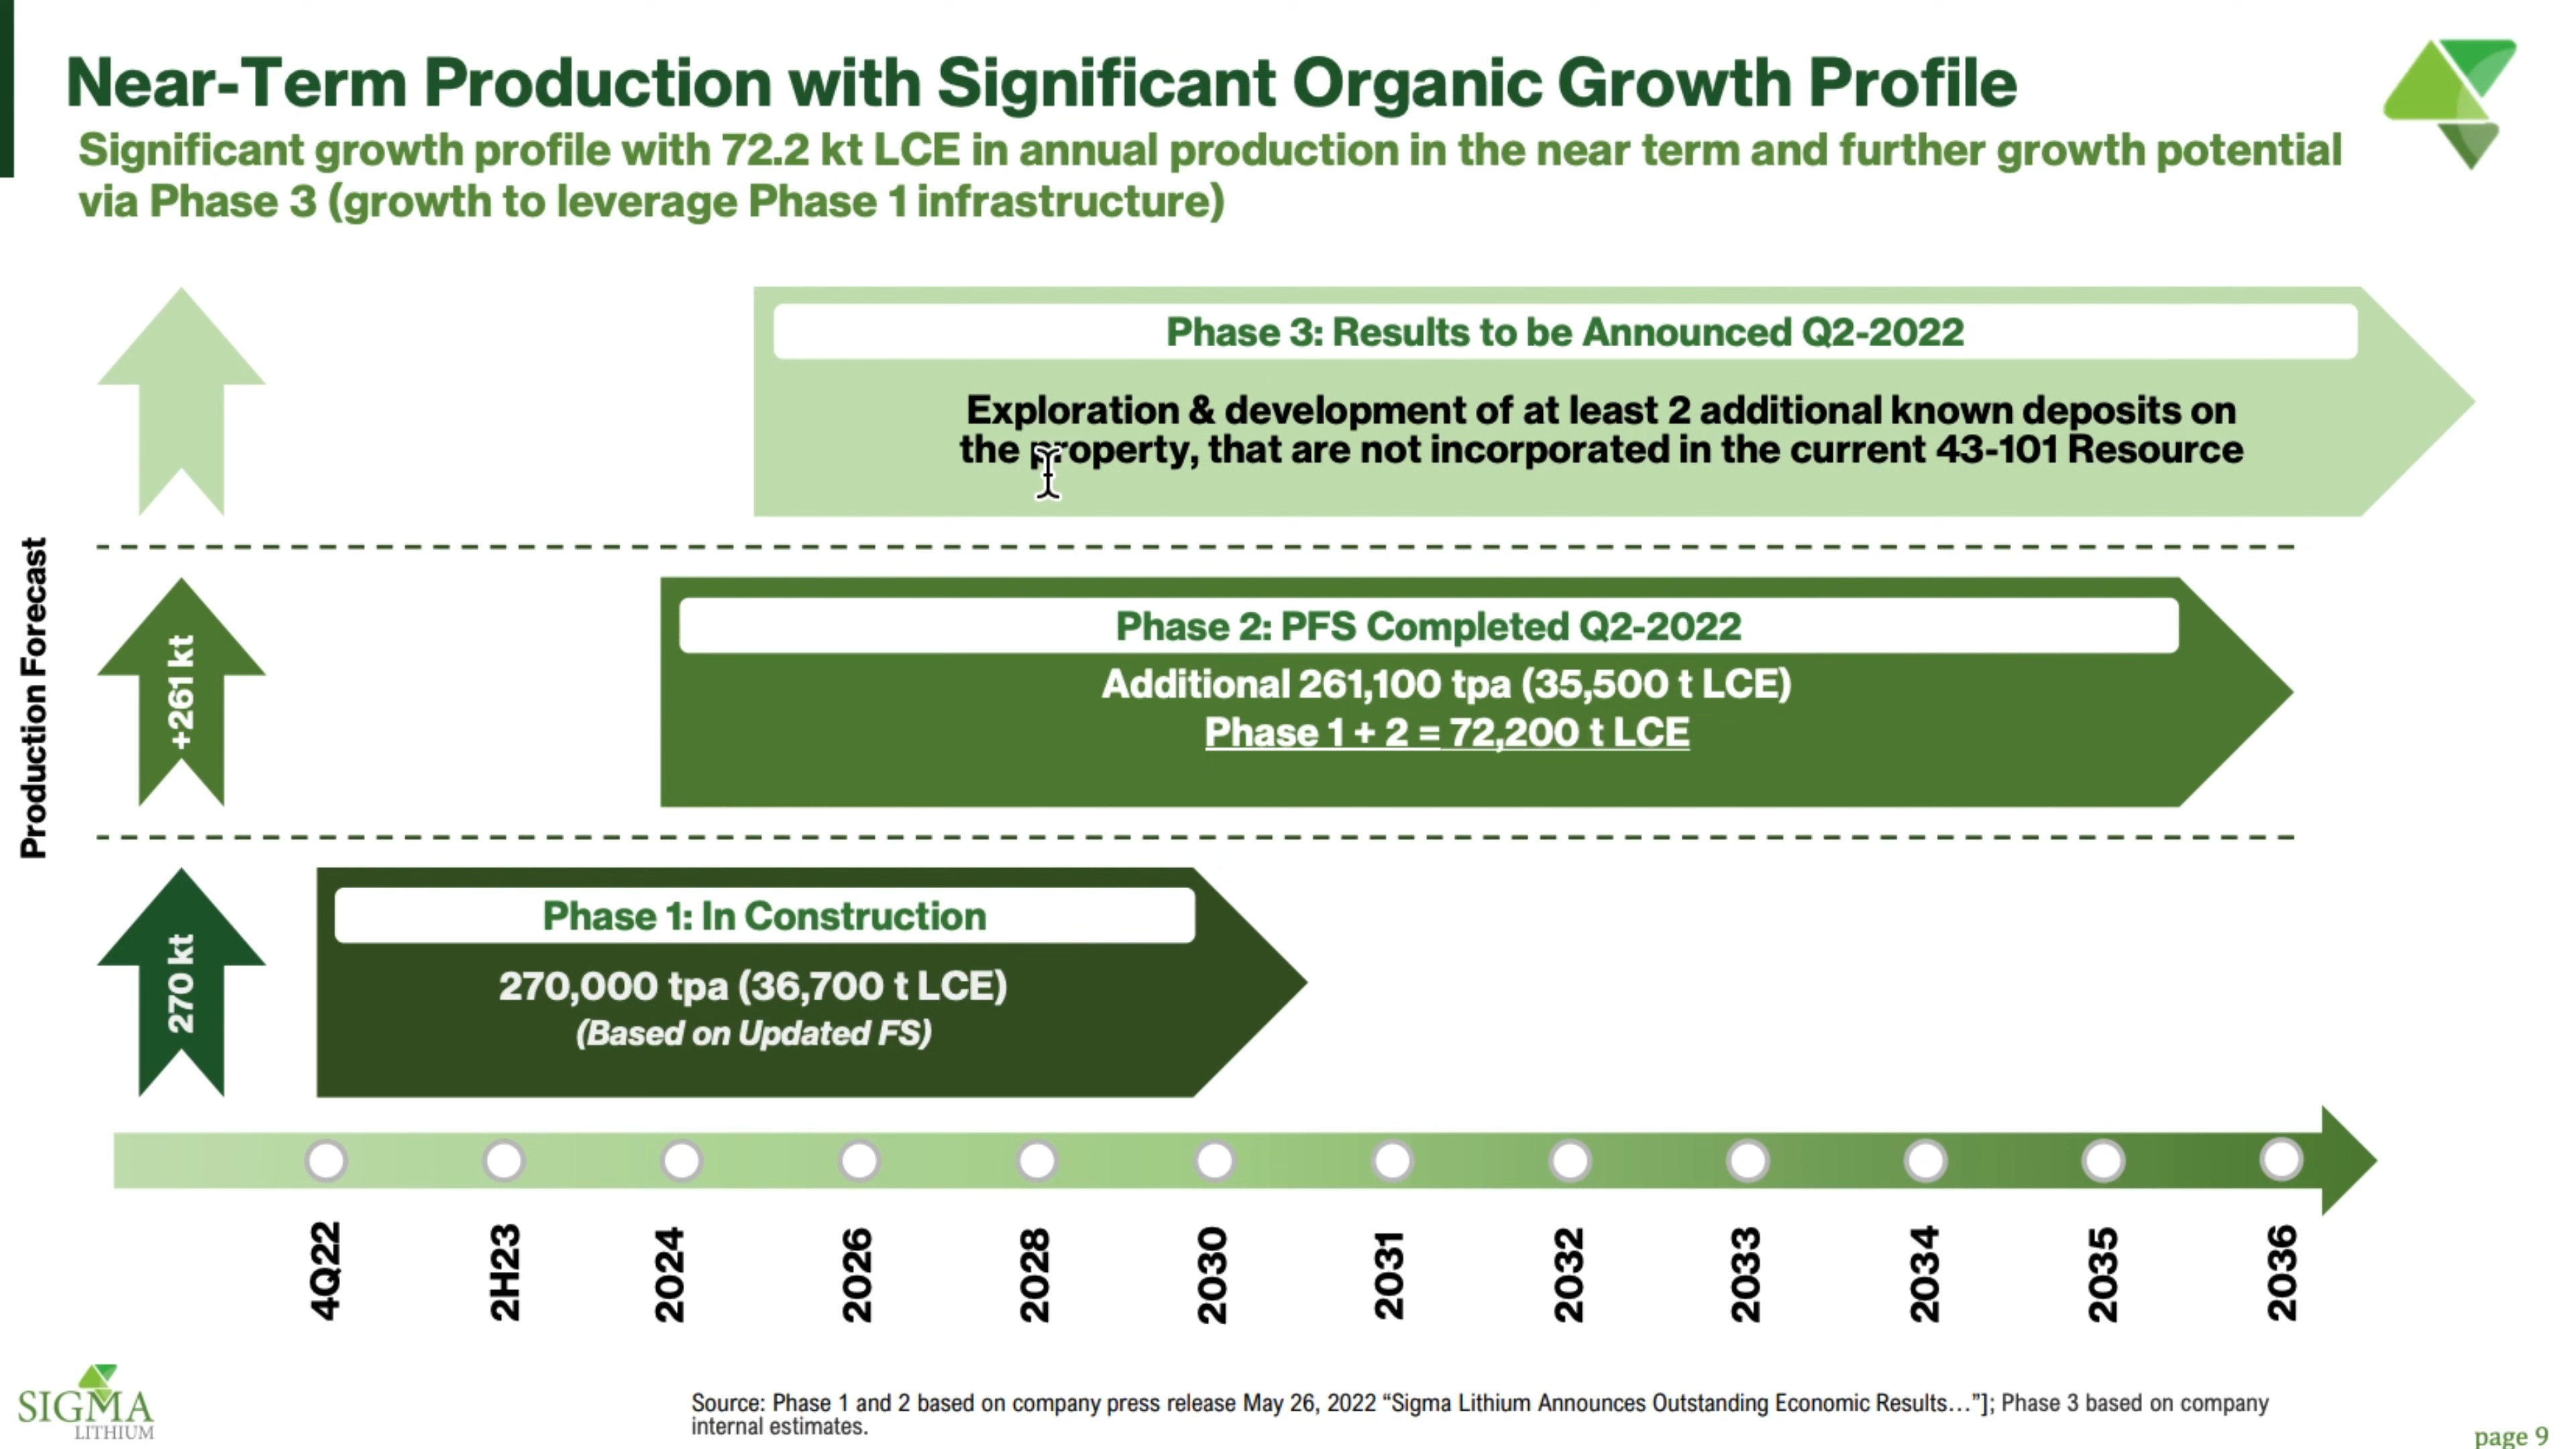 Near-Term Production with Significant Organic Growth Profile
Significant growth profile with 72.2 kt LCE in annual production in the near term and further growth potential
via Phase 3 (growth to leverage Phase 1 infrastructure)
Production Forecast
Phase 3: Results to be Announced Q2-2022
Exploration & development of at least 2 additional known deposits on
the property, that are not incorporated in the current 43-101 Resource
+261 kt
Phase 2: PFS Completed Q2-2022
Additional 261,100 tpa (35,500 t LCE)
Phase 1 + 2 = 72,200 t LCE
270 kt
Phase 1: In Construction
270,000 tpa (36,700 t LCE)
(Based on Updated FS)
4Q22
2H23
2024
2026
2028
2030
2031
2032
2033
2034
2035
2036
SIGMA
LITHIUM
Source: Phase 1 and 2 based on company press release May 26, 2022 “Sigma Lithium Announces Outstanding Economic Results…”]; Phase 3 based on company
internal estimates.
page 9